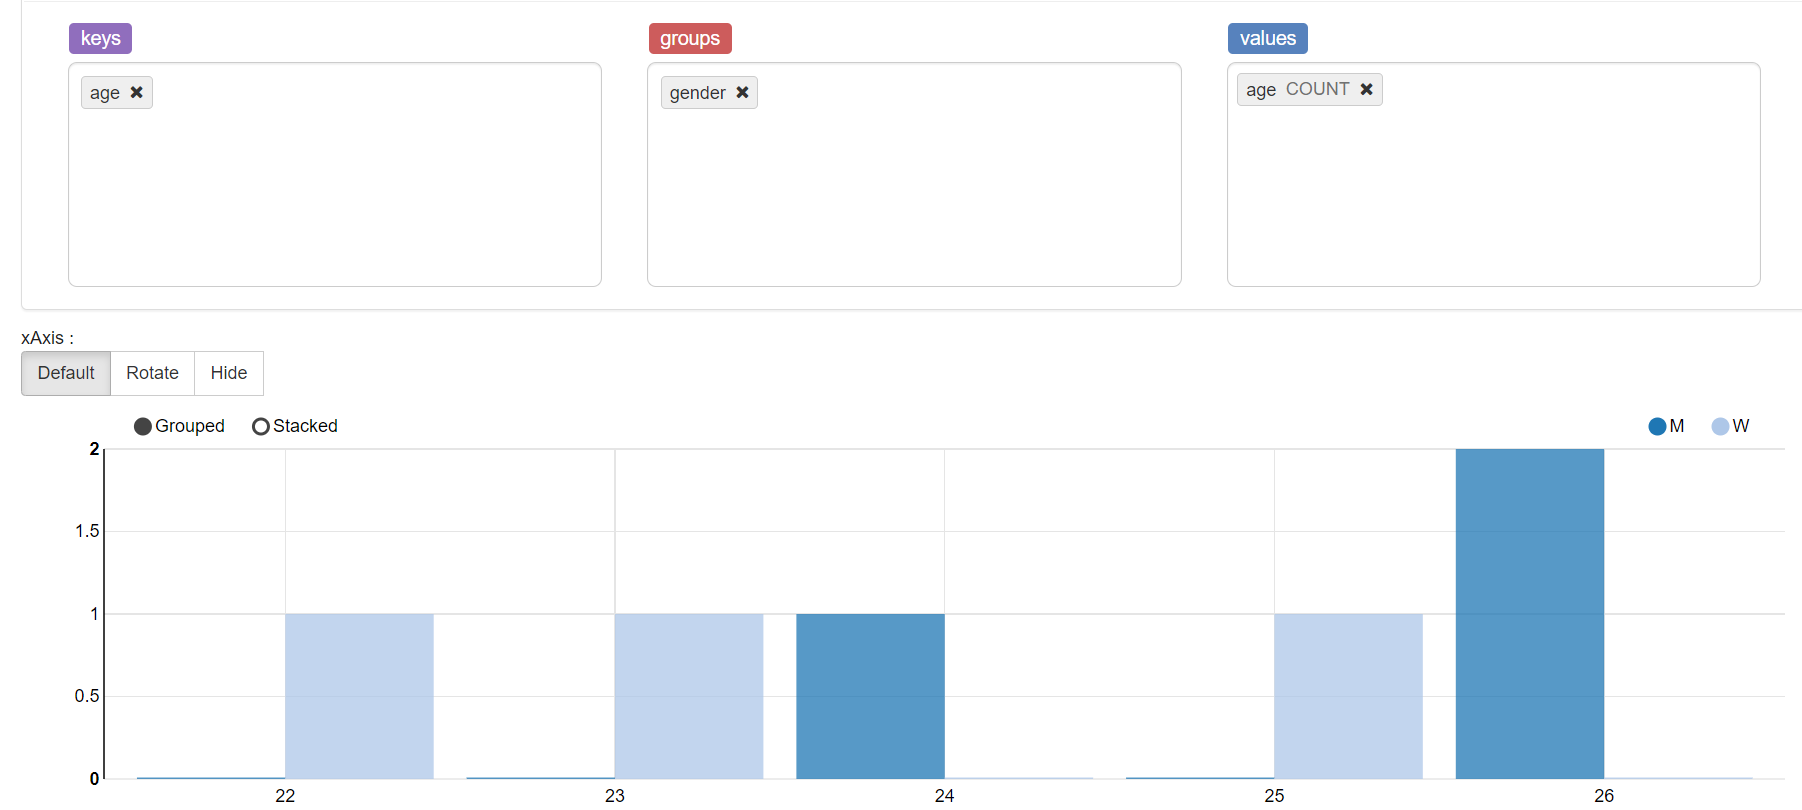 keys groups values
age ✖ gender ✖ age COUNT ✖
xAxis :
Default Rotate Hide
Grouped Stacked M W
2
1.5
1
0.5
0
22 23 24 25 26